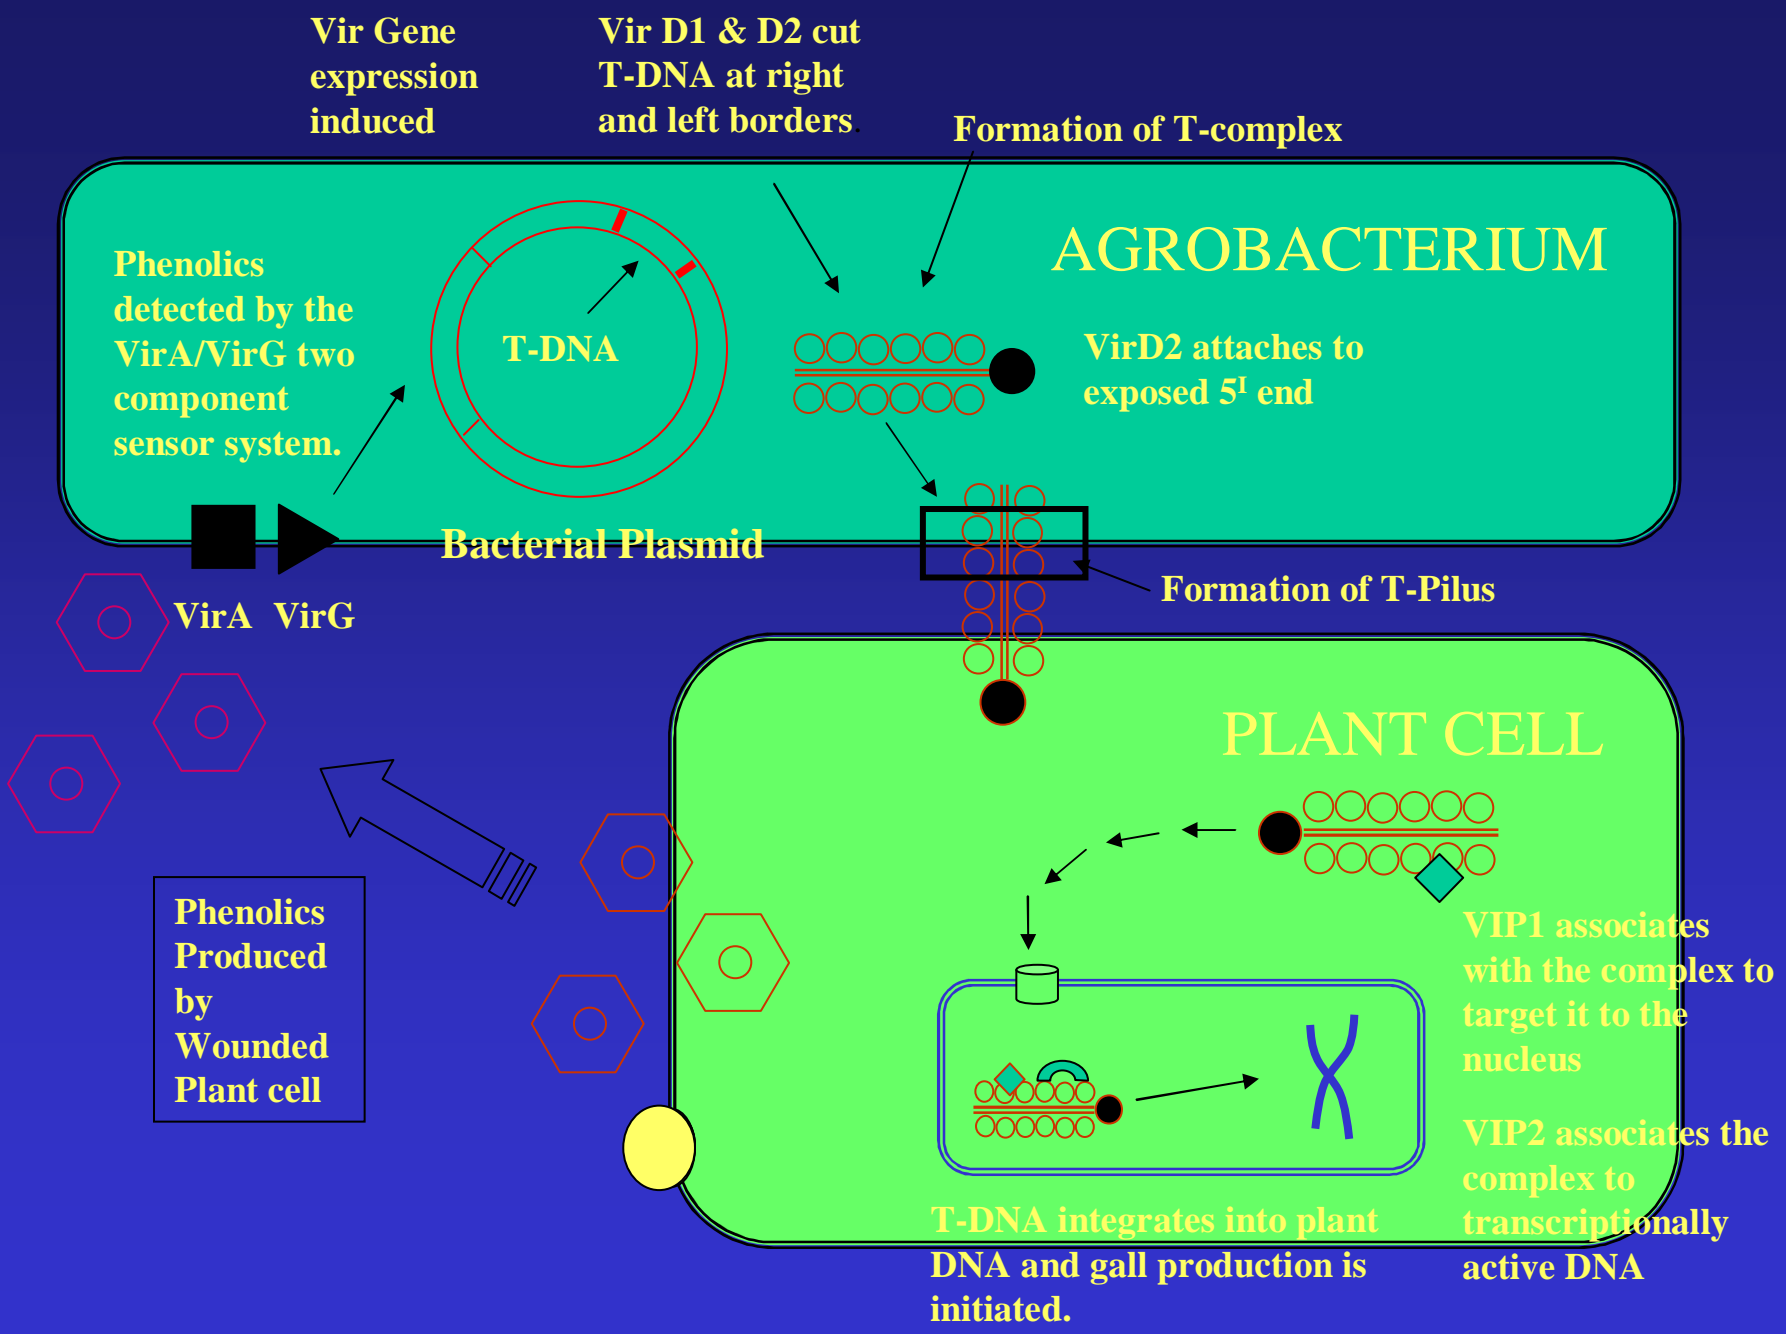 Vir Gene
expression
induced
Vir D1 & D2 cut
T-DNA at right
and left borders.
Formation of T-complex
AGROBACTERIUM
Phenolics
detected by the
VirA/VirG two
component
sensor system.
T-DNA
VirD2 attaches to
exposed 5ᴵ end
Bacterial Plasmid
Formation of T-Pilus
VirA VirG
PLANT CELL
Phenolics
Produced
by
Wounded
Plant cell
VIP1 associates
with the complex to
target it to the
nucleus
VIP2 associates the
complex to
transcriptionally
active DNA
T-DNA integrates into plant
DNA and gall production is
initiated.